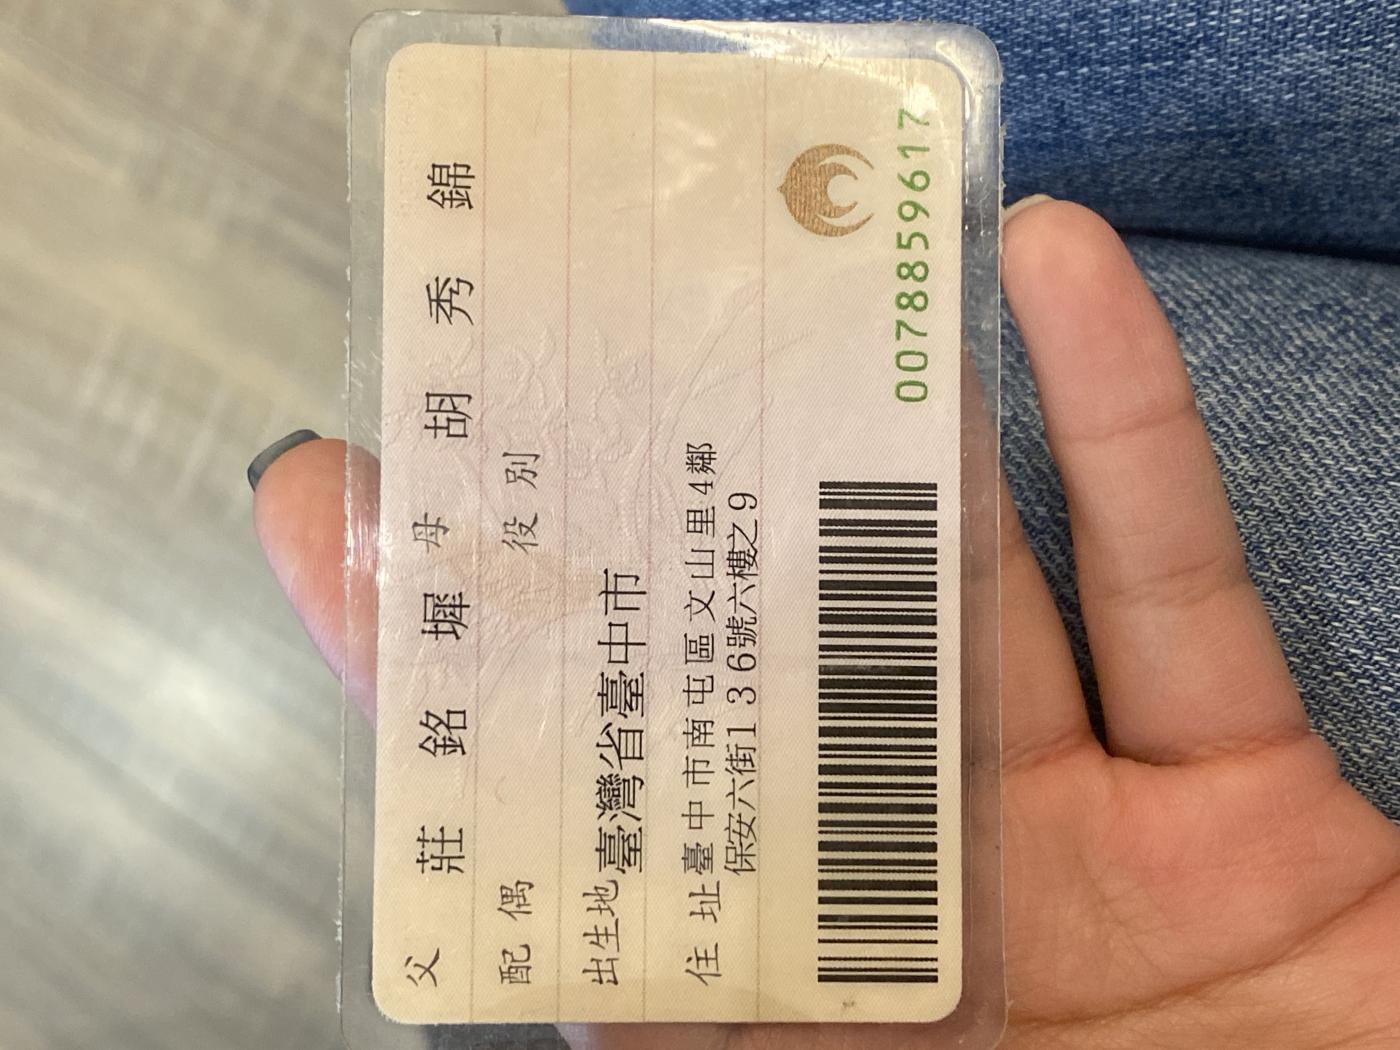 父 莊銘墀 母 胡秀錦
配偶 役別
出生地 臺灣省臺中市
住址 臺中市南屯區文山里4鄰
保安六街136號六樓之9
0078859617